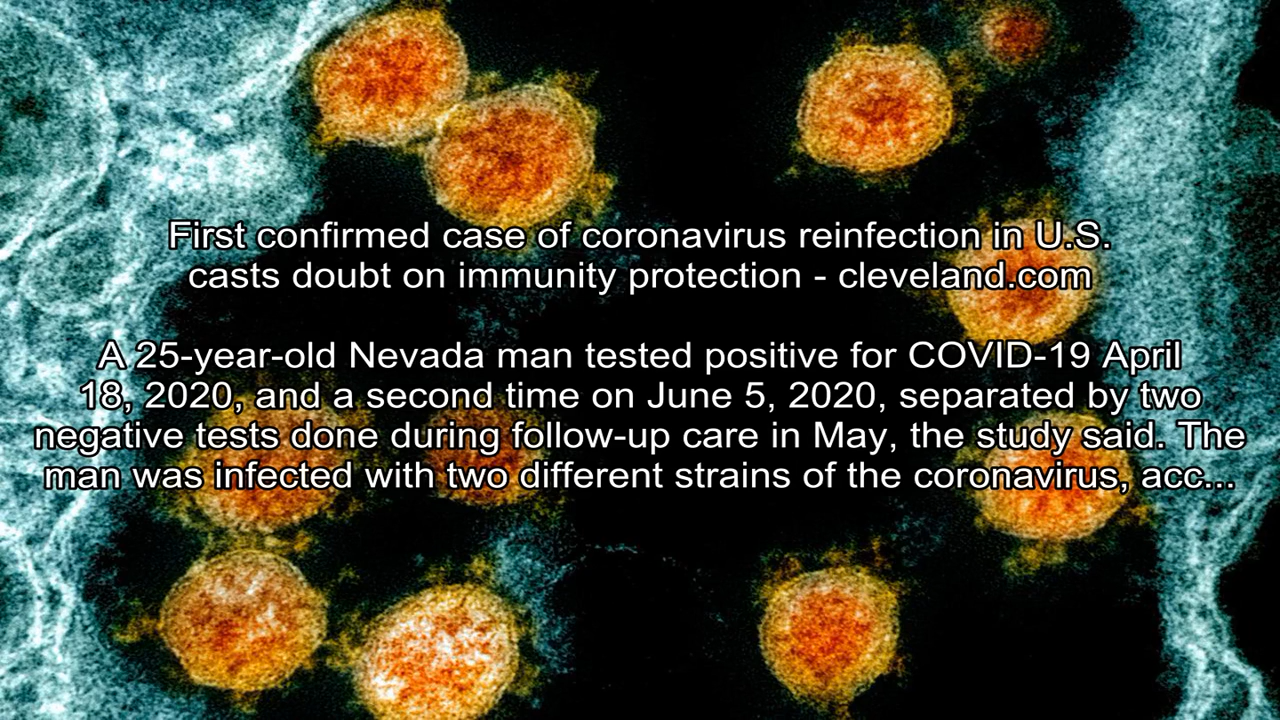 First confirmed case of coronavirus reinfection in U.S.
casts doubt on immunity protection - cleveland.com
A 25-year-old Nevada man tested positive for COVID-19 April
18, 2020, and a second time on June 5, 2020, separated by two
negative tests done during follow-up care in May, the study said. The
man was infected with two different strains of the coronavirus, acc...